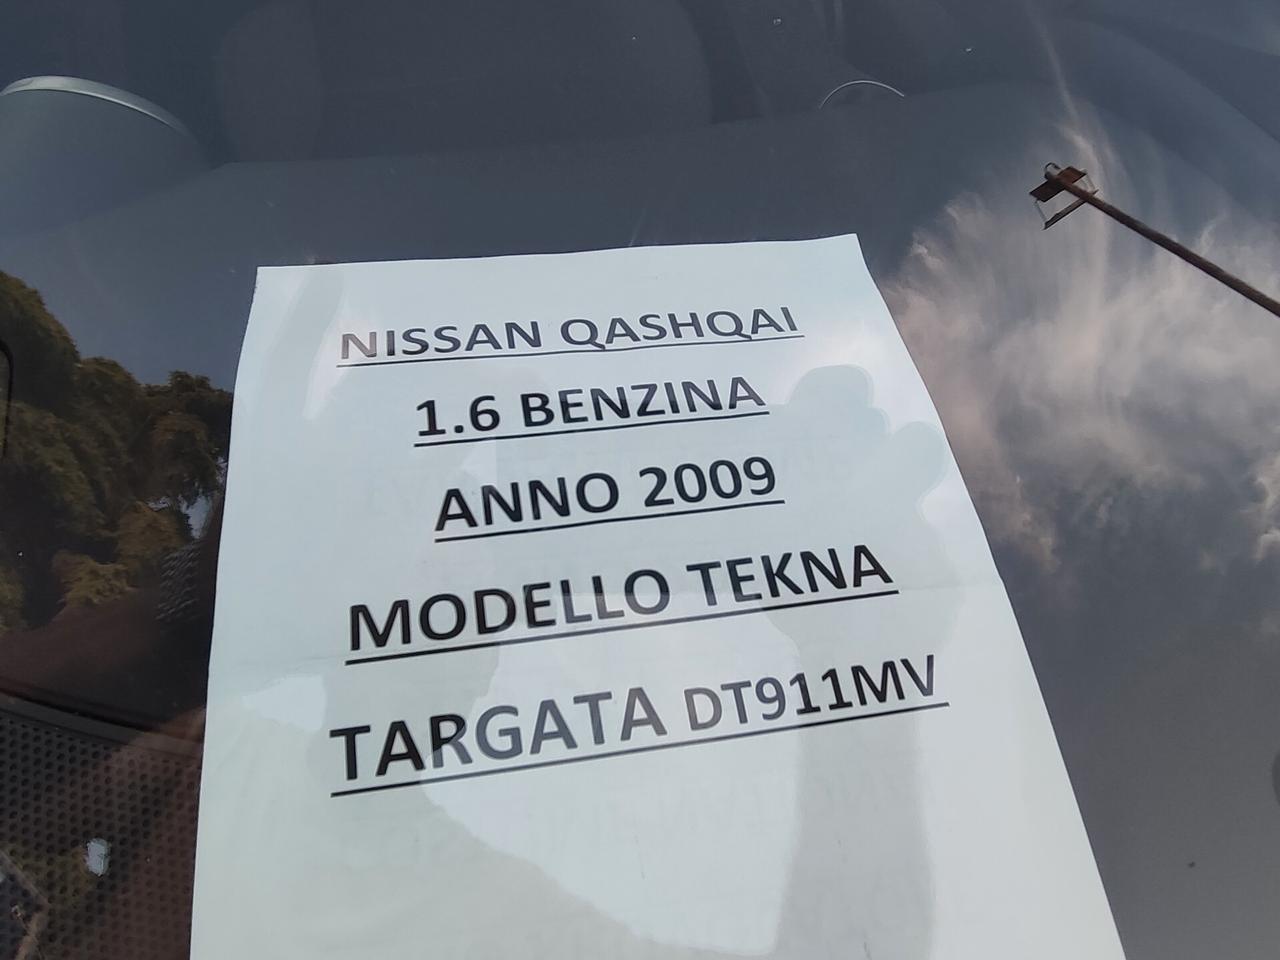 NISSAN QASHQAI
1.6 BENZINA
ANNO 2009
MODELLO TEKNA
TARGATA DT911MV